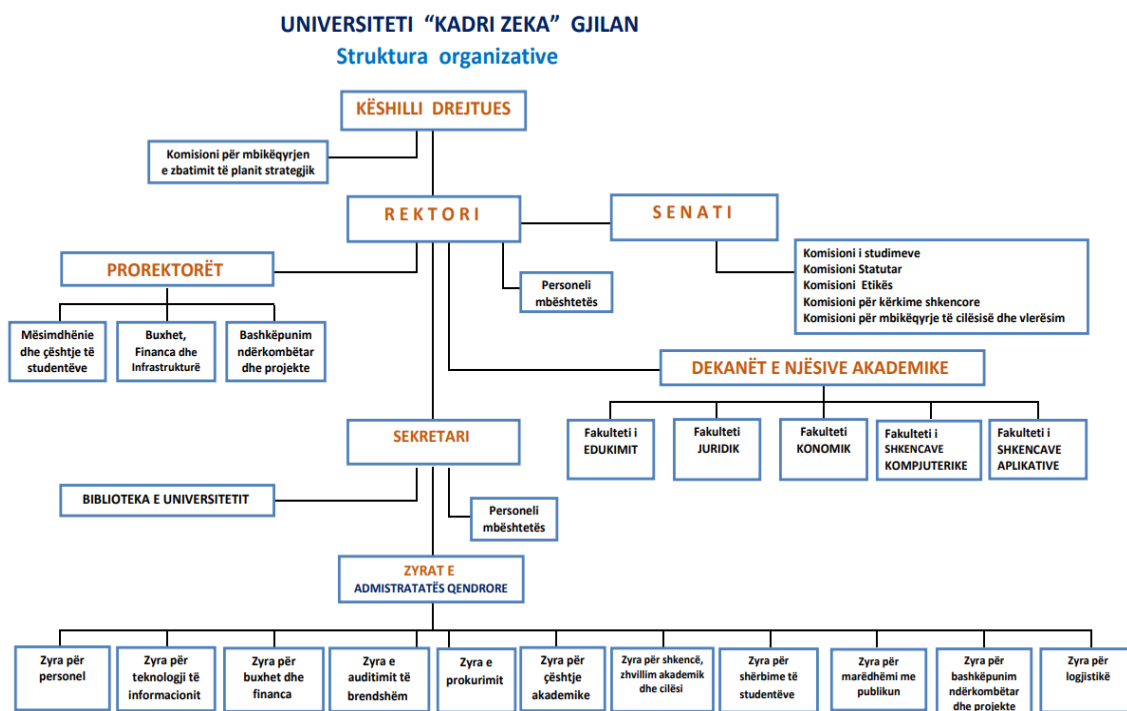 UNIVERSITETI “KADRI ZEKA” GJILAN
Struktura organizative
KËSHILLI DREJTUES
Komisioni për mbikëqyrjen
e zbatimit të planit strategjik
REKTORI
SENATI
Komisioni i studimeve
Komisioni Statutar
Komisioni Etikës
Komisioni për kërkime shkencore
Komisioni për mbikëqyrje të cilësisë dhe vlerësim
PROREKTORËT
Personeli
mbështetës
Mësimdhënie
dhe çështje të
studentëve
Buxhet,
Financa dhe
Infrastrukturë
Bashkëpunim
ndërkombëtar
dhe projekte
DEKANËT E NJËSIVE AKADEMIKE
Fakulteti i
EDUKIMIT
Fakulteti
JURIDIK
Fakulteti
KONOMIK
Fakulteti i
SHKENCAVE
KOMPJUTERIKE
Fakulteti i
SHKENCAVE
APLIKATIVE
SEKRETARI
BIBLIOTEKA E UNIVERSITETIT
Personeli
mbështetës
ZYRAT E
ADMISTRATATËS QENDRORE
Zyra për
personel
Zyra për
teknologji të
informacionit
Zyra për
buxhet dhe
financa
Zyra e
auditimit të
brendshëm
Zyra e
prokurimit
Zyra për
çështje
akademike
Zyra për shkencë,
zhvillim akademik
dhe cilësi
Zyra për
shërbime të
studentëve
Zyra për
marëdhëmi me
publikun
Zyra për
bashkëpunim
ndërkombëtar
dhe projekte
Zyra për
logjistikë